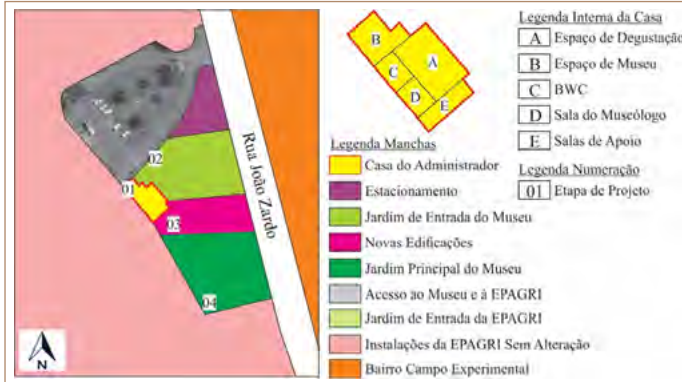 01
02
03
04
Rua João Zardo
N
B
A
C
D
E
Legenda Manchas
Casa do Administrador
Estacionamento
Jardim de Entrada do Museu
Novas Edificações
Jardim Principal do Museu
Acesso ao Museu e à EPAGRI
Jardim de Entrada da EPAGRI
Instalações da EPAGRI Sem Alteração
Bairro Campo Experimental
Legenda Interna da Casa
A Espaço de Degustação
B Espaço de Museu
C BWC
D Sala do Museólogo
E Salas de Apoio
Legenda Numeração
01 Etapa de Projeto